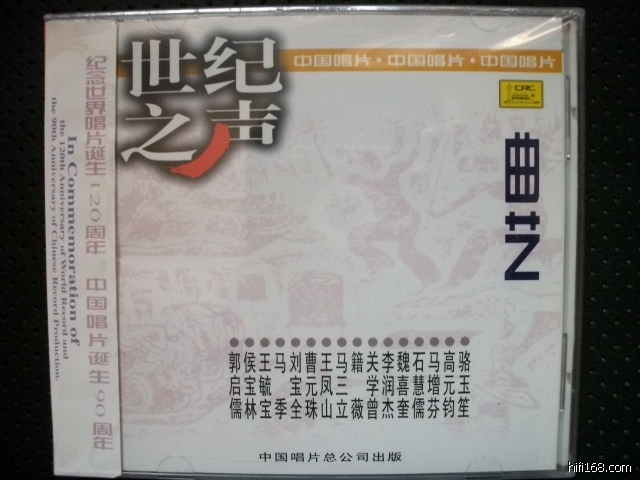 纪念世界唱片诞生120周年 中国唱片诞生90周年
In Commemoration of
the 120th Anniversary of World Record and
the 90th Anniversary of Chinese Record Production.
世纪
之声
中国唱片·中国唱片·中国唱片
CRC
曲艺
骆玉笙
高元钧
马增芬
石慧儒
魏喜奎
李润杰
关学曾
籍薇
马三立
王凤山
曹元珠
刘宝全
马季
王毓宝
侯宝林
郭启儒
中国唱片总公司出版
hifi168.com